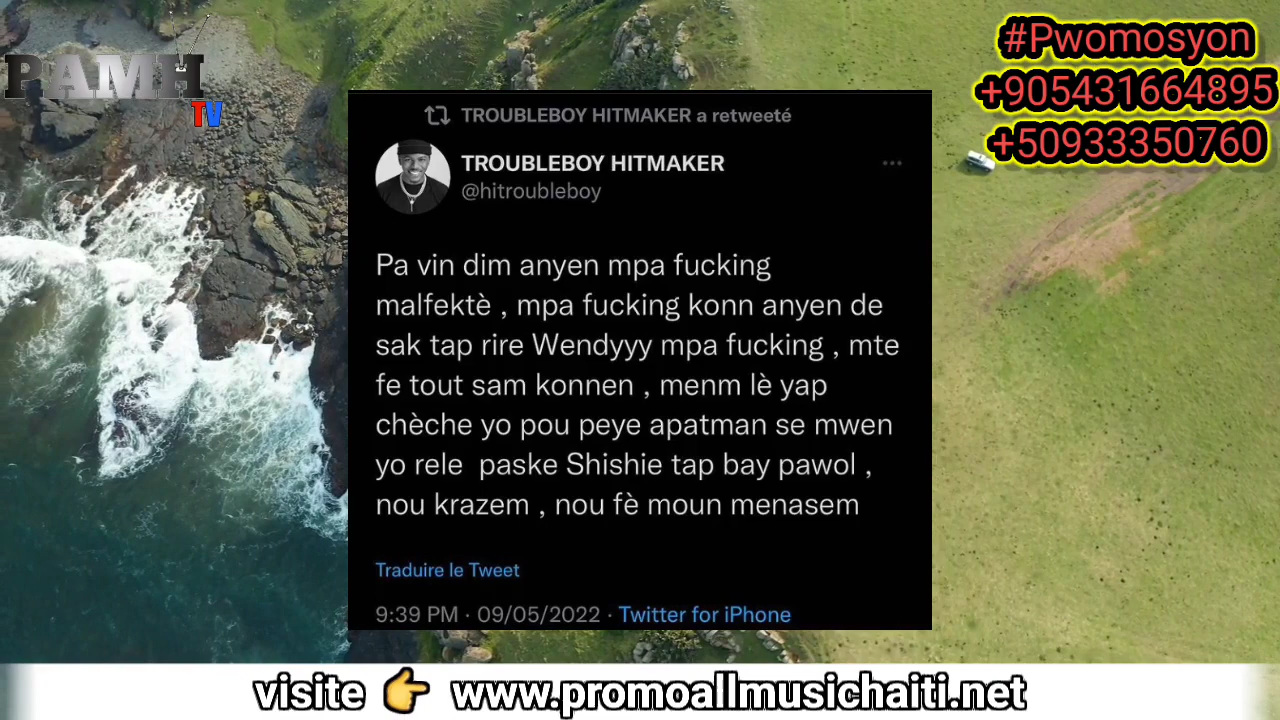 PAMH
TV
#Pwomosyon
+905431664895
+50933350760
TROUBLEBOY HITMAKER a retweeté
TROUBLEBOY HITMAKER
@hitroubleboy
Pa vin dim anyen mpa fucking
malfektè , mpa fucking konn anyen de
sak tap rire Wendyyy mpa fucking , mte
fe tout sam konnen , menm lè yap
chèche yo pou peye apatman se mwen
yo rele  paske Shishie tap bay pawol ,
nou krazem , nou fè moun menasem
Traduire le Tweet
9:39 PM · 09/05/2022 · Twitter for iPhone
visite 👉 www.promoallmusichaiti.net